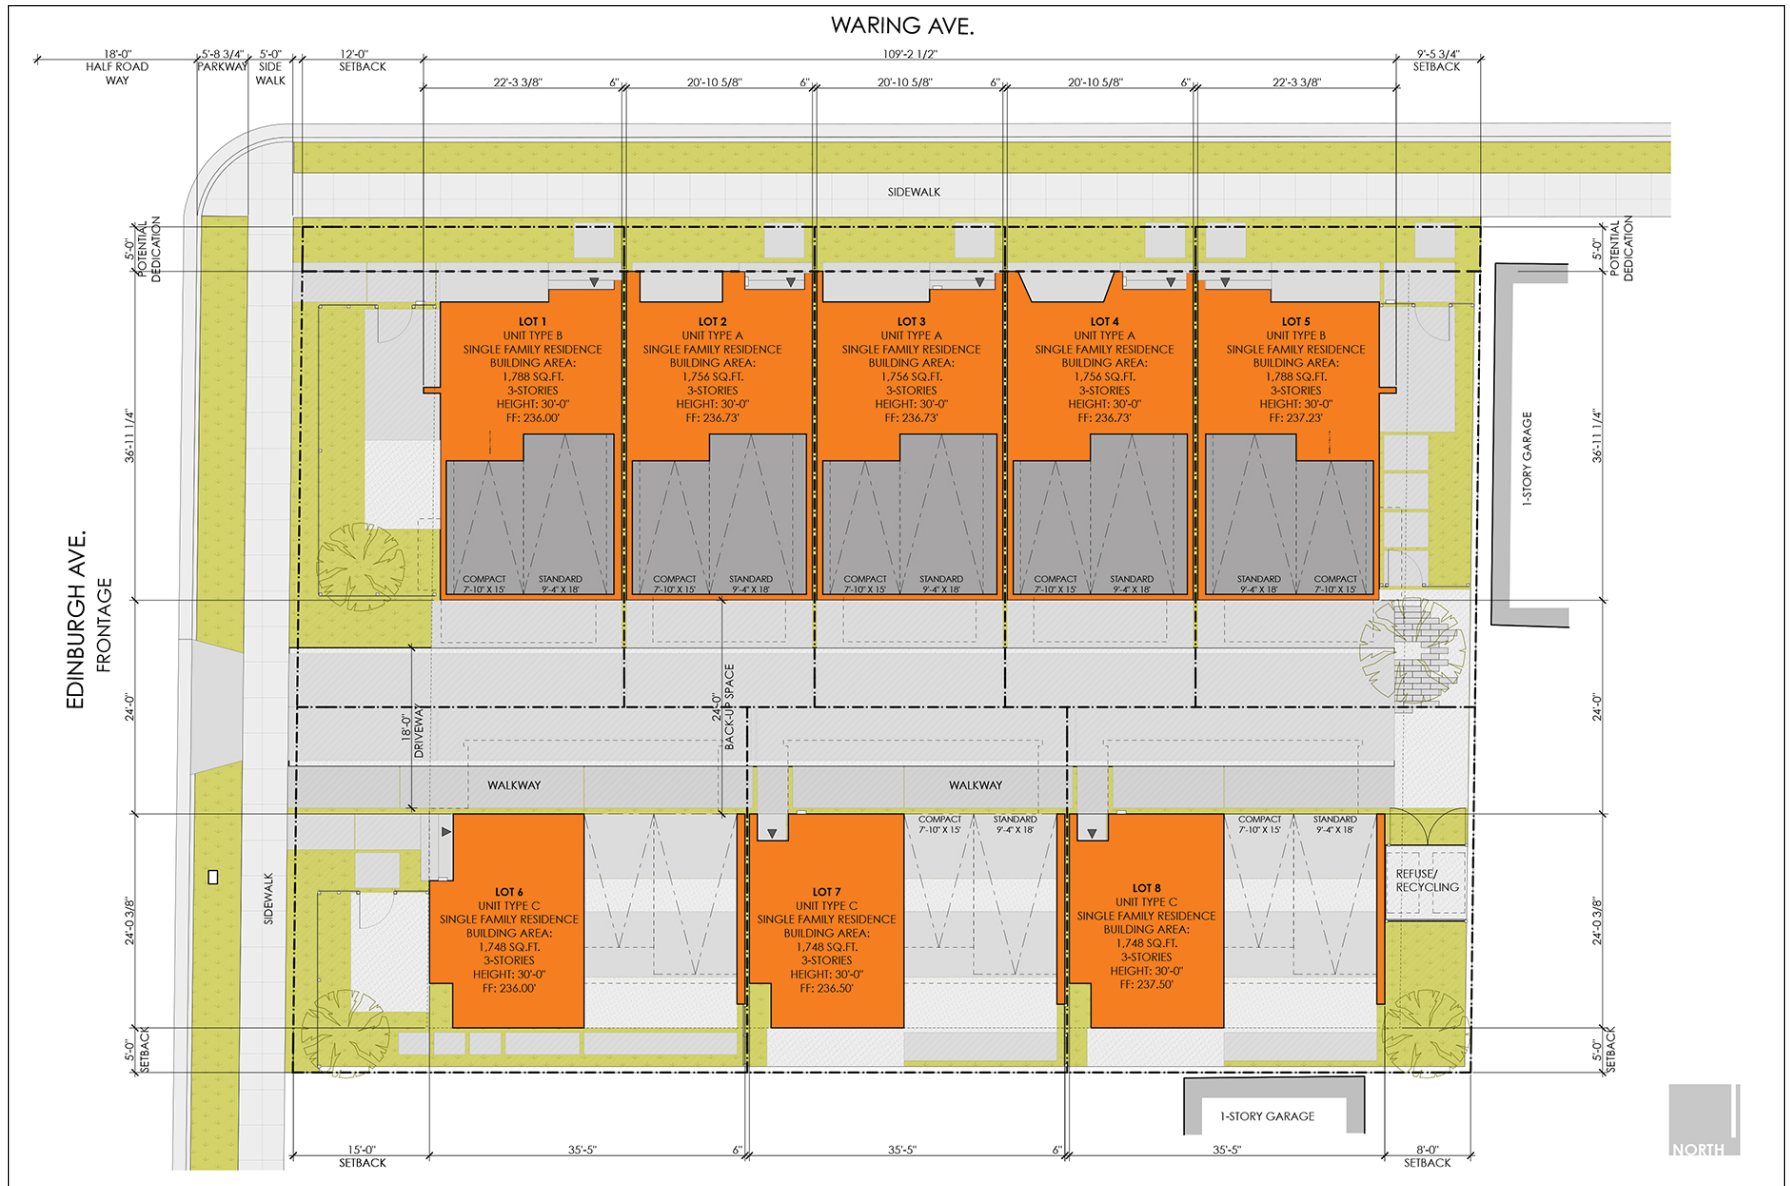 WARING AVE.
18'-0"
HALF ROAD
WAY
5'-8 3/4"
PARKWAY
5'-0"
SIDE
WALK
12'-0"
SETBACK
109'-2 1/2"
9'-5 3/4"
SETBACK
22'-3 3/8"
6"
20'-10 5/8"
6"
20'-10 5/8"
6"
20'-10 5/8"
6"
22'-3 3/8"
SIDEWALK
5'-0"
POTENTIAL
DEDICATION
5'-0"
POTENTIAL
DEDICATION
LOT 1
UNIT TYPE B
SINGLE FAMILY RESIDENCE
BUILDING AREA:
1,788 SQ.FT.
3-STORIES
HEIGHT: 30'-0"
FF: 236.00'
LOT 2
UNIT TYPE A
SINGLE FAMILY RESIDENCE
BUILDING AREA:
1,756 SQ.FT.
3-STORIES
HEIGHT: 30'-0"
FF: 236.73'
LOT 3
UNIT TYPE A
SINGLE FAMILY RESIDENCE
BUILDING AREA:
1,756 SQ.FT.
3-STORIES
HEIGHT: 30'-0"
FF: 236.73'
LOT 4
UNIT TYPE A
SINGLE FAMILY RESIDENCE
BUILDING AREA:
1,756 SQ.FT.
3-STORIES
HEIGHT: 30'-0"
FF: 236.73'
LOT 5
UNIT TYPE B
SINGLE FAMILY RESIDENCE
BUILDING AREA:
1,788 SQ.FT.
3-STORIES
HEIGHT: 30'-0"
FF: 237.23'
36'-11 1/4"
36'-11 1/4"
1-STORY GARAGE
COMPACT
7'-10" X 15'
STANDARD
9'-4" X 18'
COMPACT
7'-10" X 15'
STANDARD
9'-4" X 18'
COMPACT
7'-10" X 15'
STANDARD
9'-4" X 18'
COMPACT
7'-10" X 15'
STANDARD
9'-4" X 18'
STANDARD
9'-4" X 18'
COMPACT
7'-10" X 15'
EDINBURGH AVE.
FRONTAGE
24'-0"
18'-0"
DRIVEWAY
24'-0"
BACK-UP SPACE
24'-0"
WALKWAY
WALKWAY
COMPACT
7'-10" X 15'
STANDARD
9'-4" X 18'
COMPACT
7'-10" X 15'
STANDARD
9'-4" X 18'
SIDEWALK
24'-0 3/8"
LOT 6
UNIT TYPE C
SINGLE FAMILY RESIDENCE
BUILDING AREA:
1,748 SQ.FT.
3-STORIES
HEIGHT: 30'-0"
FF: 236.00'
LOT 7
UNIT TYPE C
SINGLE FAMILY RESIDENCE
BUILDING AREA:
1,748 SQ.FT.
3-STORIES
HEIGHT: 30'-0"
FF: 236.50'
LOT 8
UNIT TYPE C
SINGLE FAMILY RESIDENCE
BUILDING AREA:
1,748 SQ.FT.
3-STORIES
HEIGHT: 30'-0"
FF: 237.50'
REFUSE/
RECYCLING
24'-0 3/8"
5'-0"
SETBACK
5'-0"
SETBACK
1-STORY GARAGE
15'-0"
SETBACK
35'-5"
6"
35'-5"
6"
35'-5"
8'-0"
SETBACK
NORTH